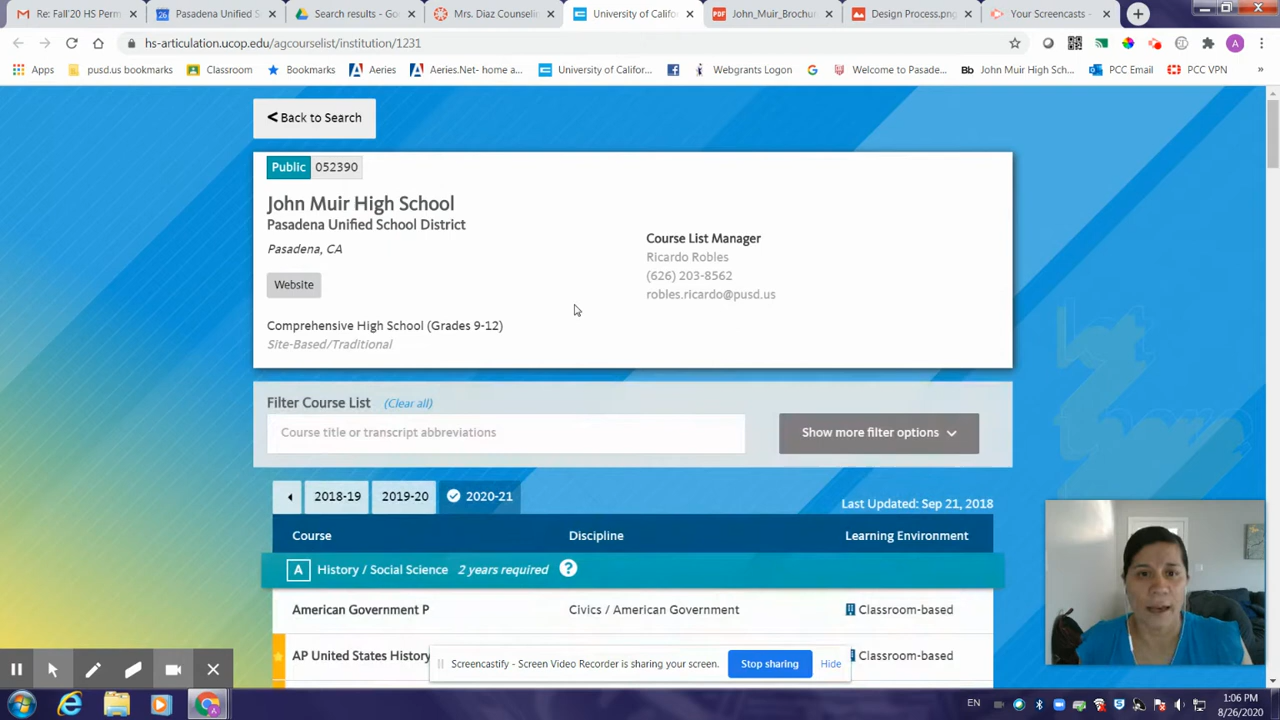 Re: Fall'20 HS Perm
26
Pasadena Unified S
Search results - Go
Mrs. Diaz Counselin
University of Califo
PDF
John_Muir_Brochur
Design Process.png
Your Screencasts -
hs-articulation.ucop.edu/agcourselist/institution/1231
A
Apps
pusd.us bookmarks
Classroom
Bookmarks
Aeries
Aeries.Net- home a...
University of Califor...
Webgrants Logon
Welcome to Pasade...
Bb
John Muir High Sch...
PCC Email
PCC VPN
»
< Back to Search
Public 052390
John Muir High School
Pasadena Unified School District
Pasadena, CA
Website
Comprehensive High School (Grades 9-12)
Site-Based/Traditional
Course List Manager
Ricardo Robles
(626) 203-8562
robles.ricardo@pusd.us
Filter Course List (Clear all)
Course title or transcript abbreviations
Show more filter options
2018-19 2019-20 2020-21
Last Updated: Sep 21, 2018
Course Discipline Learning Environment
A History / Social Science 2 years required ?
American Government P Civics / American Government Classroom-based
AP United States History Classroom-based
Screencastify - Screen Video Recorder is sharing your screen. Stop sharing Hide
EN
1:06 PM
8/26/2020